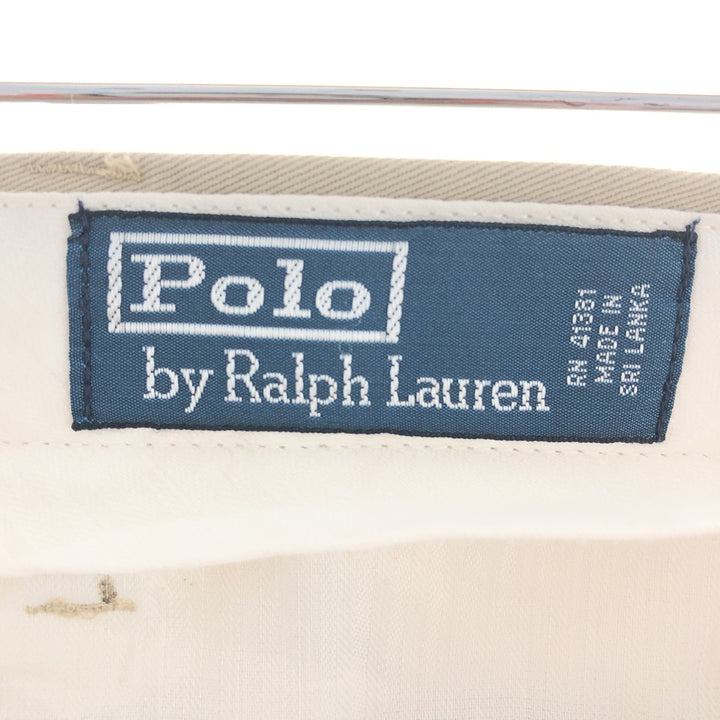 Polo
by Ralph Lauren
RN 41381
MADE IN
SRI LANKA